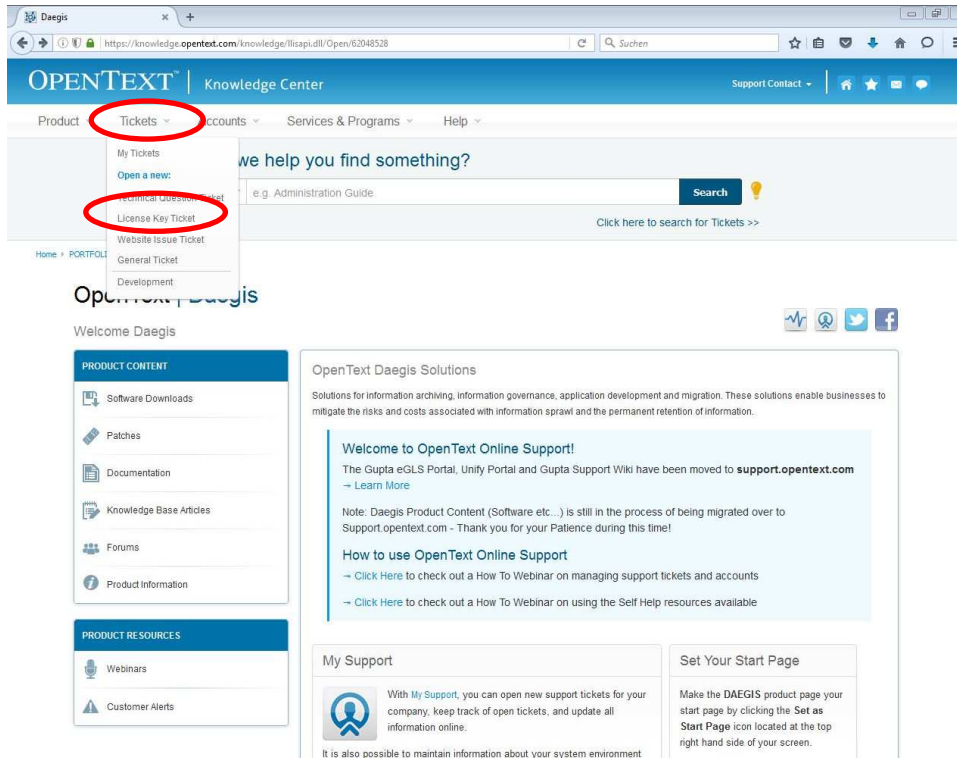 Daegis
https://knowledge.opentext.com/knowledge/llisapi.dll/Open/62048528
Suchen
OPENTEXT™ | Knowledge Center
Support Contact
Product
Tickets
ccounts
Services & Programs
Help
My Tickets
Open a new:
Technical Question Ticket
License Key Ticket
Website Issue Ticket
General Ticket
Development
we help you find something?
e.g. Administration Guide
Search
Click here to search for Tickets >>
Home › PORTFOL
OpenText | Daegis
Welcome Daegis
PRODUCT CONTENT
Software Downloads
Patches
Documentation
Knowledge Base Articles
Forums
Product Information
PRODUCT RESOURCES
Webinars
Customer Alerts
OpenText Daegis Solutions
Solutions for information archiving, information governance, application development and migration. These solutions enable businesses to
mitigate the risks and costs associated with information sprawl and the permanent retention of information.
Welcome to OpenText Online Support!
The Gupta eGLS Portal, Unify Portal and Gupta Support Wiki have been moved to support.opentext.com
→ Learn More
Note: Daegis Product Content (Software etc...) is still in the process of being migrated over to
Support.opentext.com - Thank you for your Patience during this time!
How to use OpenText Online Support
→ Click Here to check out a How To Webinar on managing support tickets and accounts
→ Click Here to check out a How To Webinar on using the Self Help resources available
My Support
With My Support, you can open new support tickets for your
company, keep track of open tickets, and update all
information online.
It is also possible to maintain information about your system environment
Set Your Start Page
Make the DAEGIS product page your
start page by clicking the Set as
Start Page icon located at the top
right hand side of your screen.